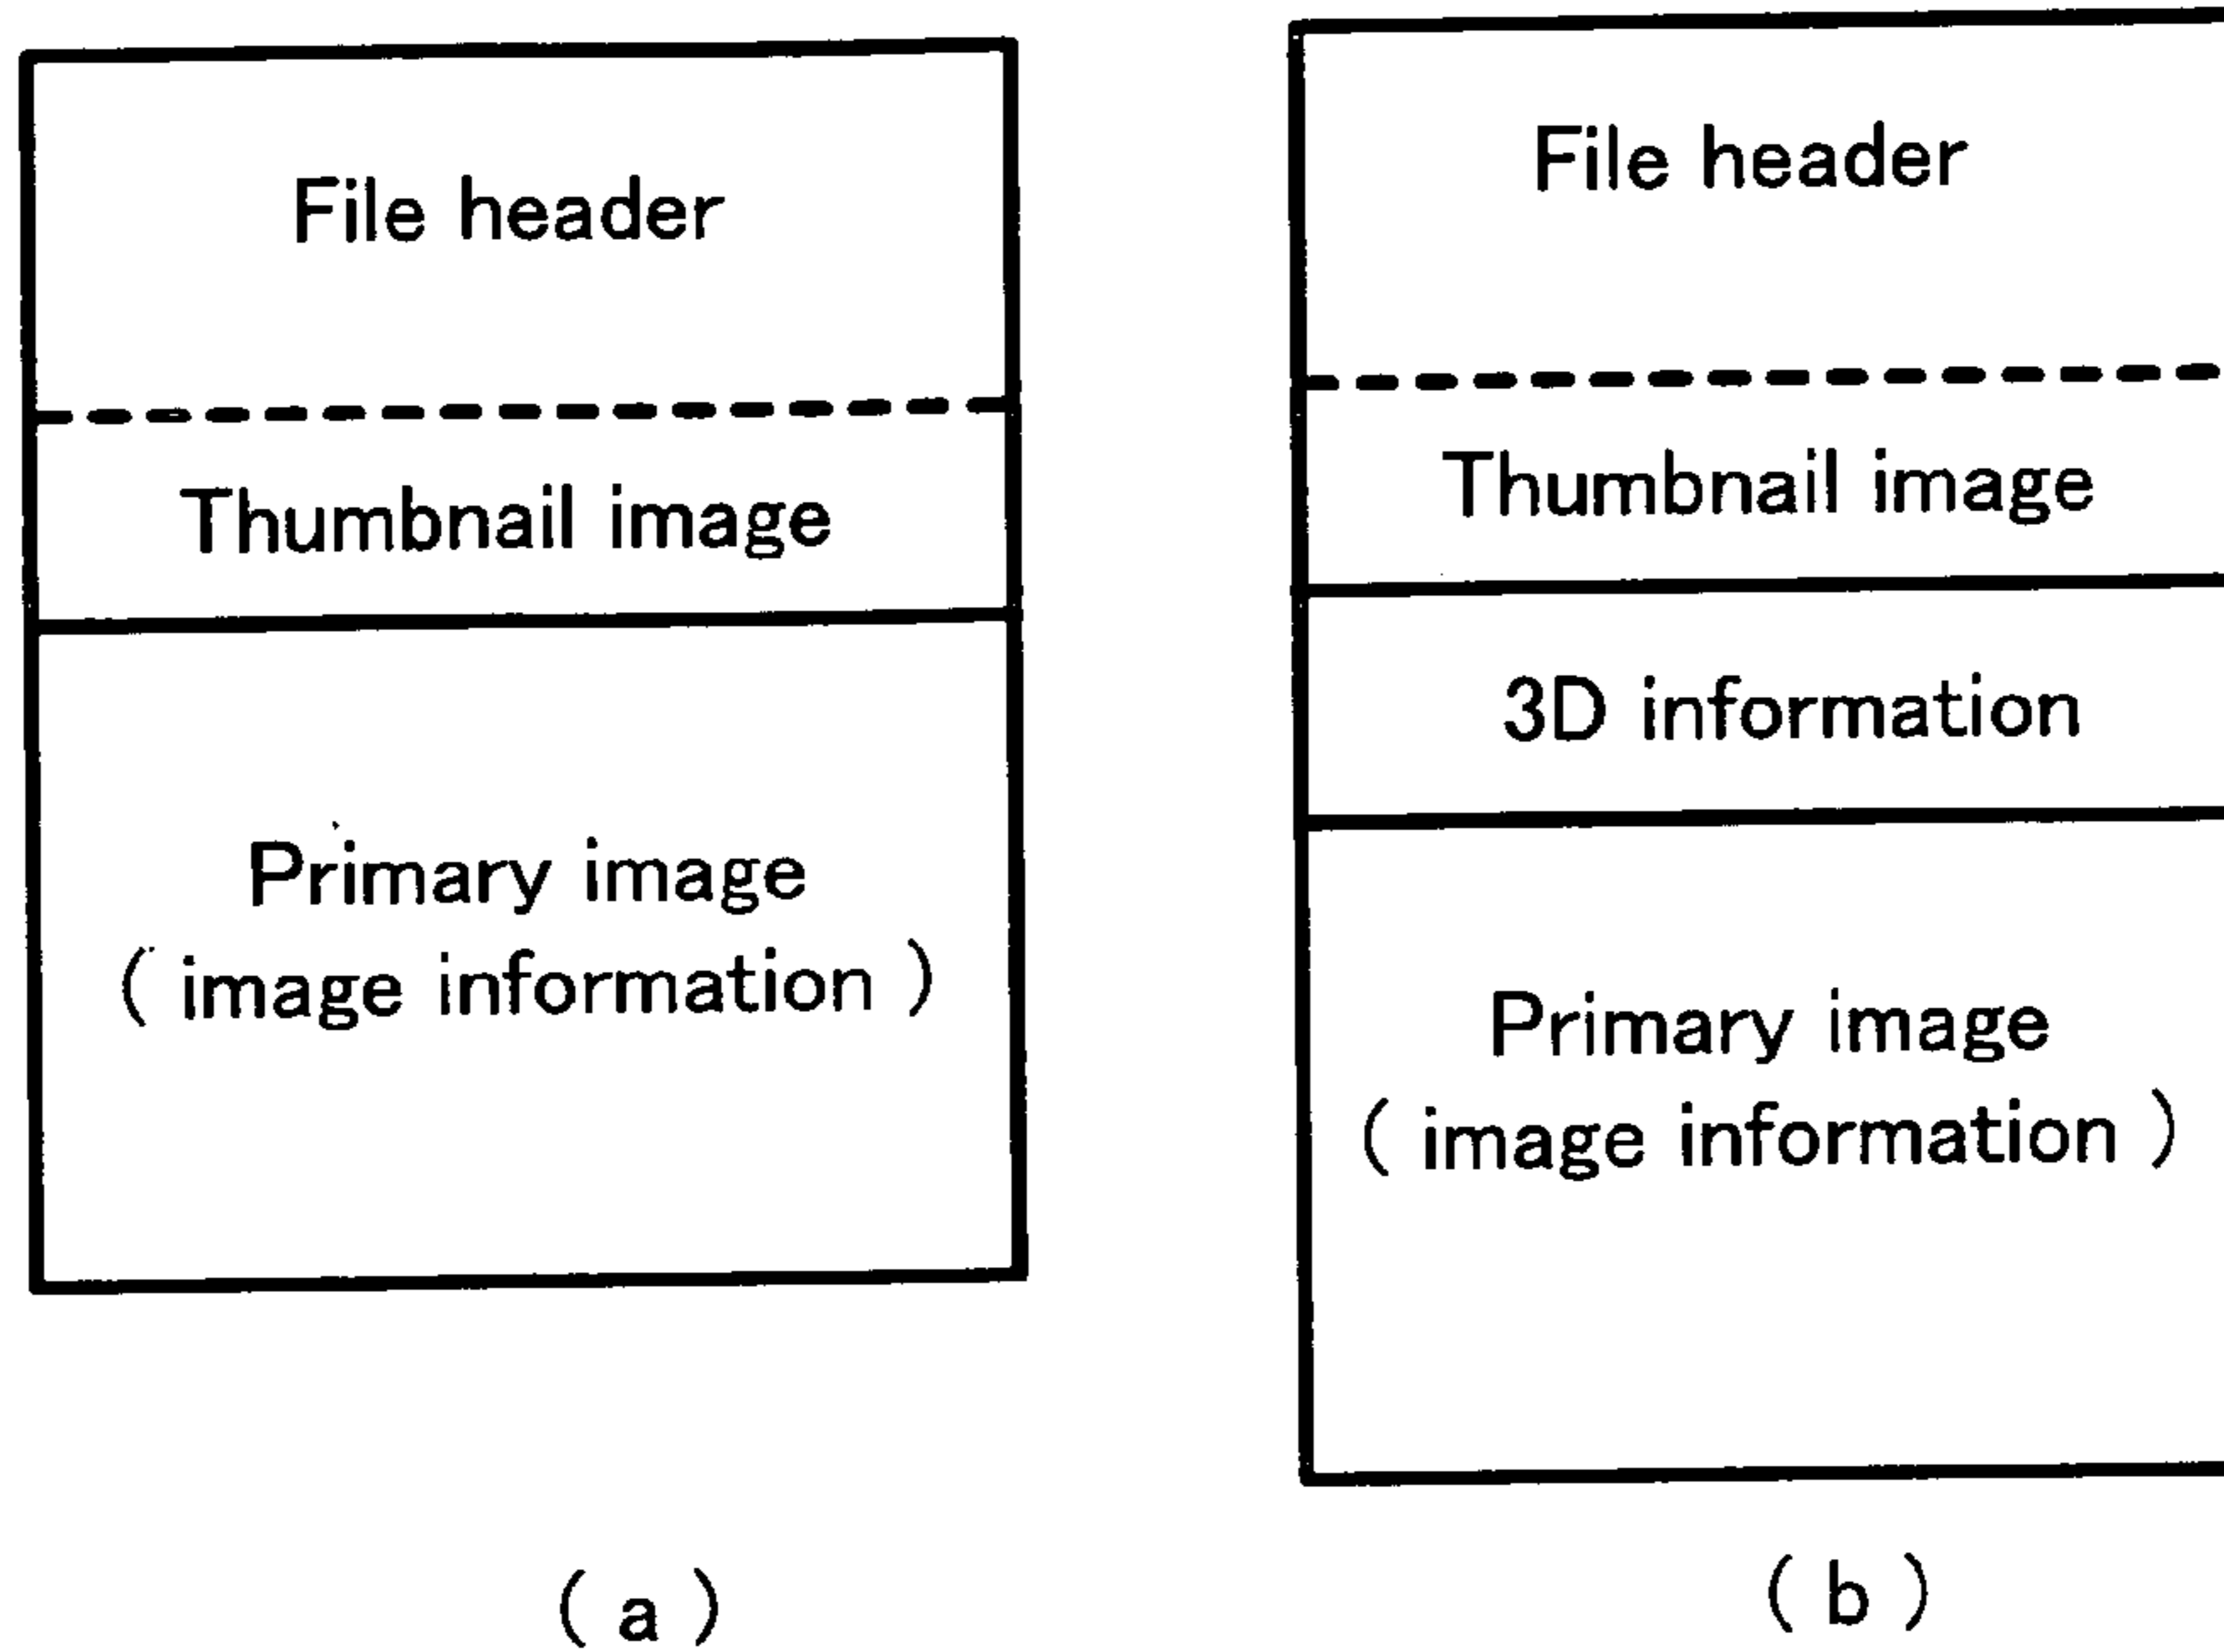 File header
Thumbnail image
Primary image
( image information )
( a )
File header
Thumbnail image
3D information
Primary image
( image information )
( b )